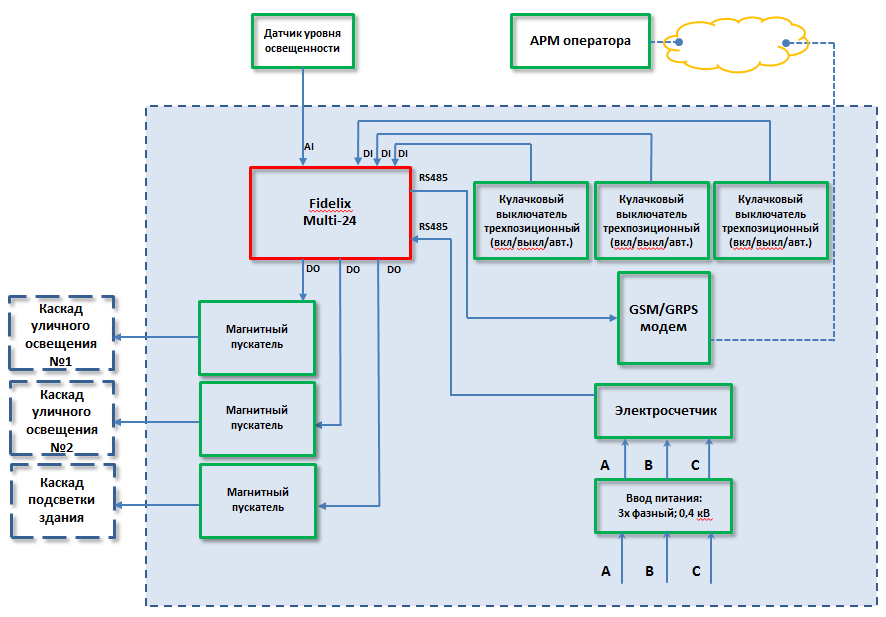 Датчик уровня
освещенности
АРМ оператора
AI
DI
DI
DI
Fidelix
Multi-24
RS485
RS485
Кулачковый
выключатель
трехпозиционный
(вкл/выкл/авт.)
Кулачковый
выключатель
трехпозиционный
(вкл/выкл/авт.)
Кулачковый
выключатель
трехпозиционный
(вкл/выкл/авт.)
DO
DO
DO
GSM/GRPS
модем
Каскад
уличного
освещения
№1
Магнитный
пускатель
Каскад
уличного
освещения
№2
Магнитный
пускатель
Каскад
подсветки
здания
Магнитный
пускатель
Электросчетчик
A
B
C
Ввод питания:
3х фазный; 0,4 кВ
A
B
C